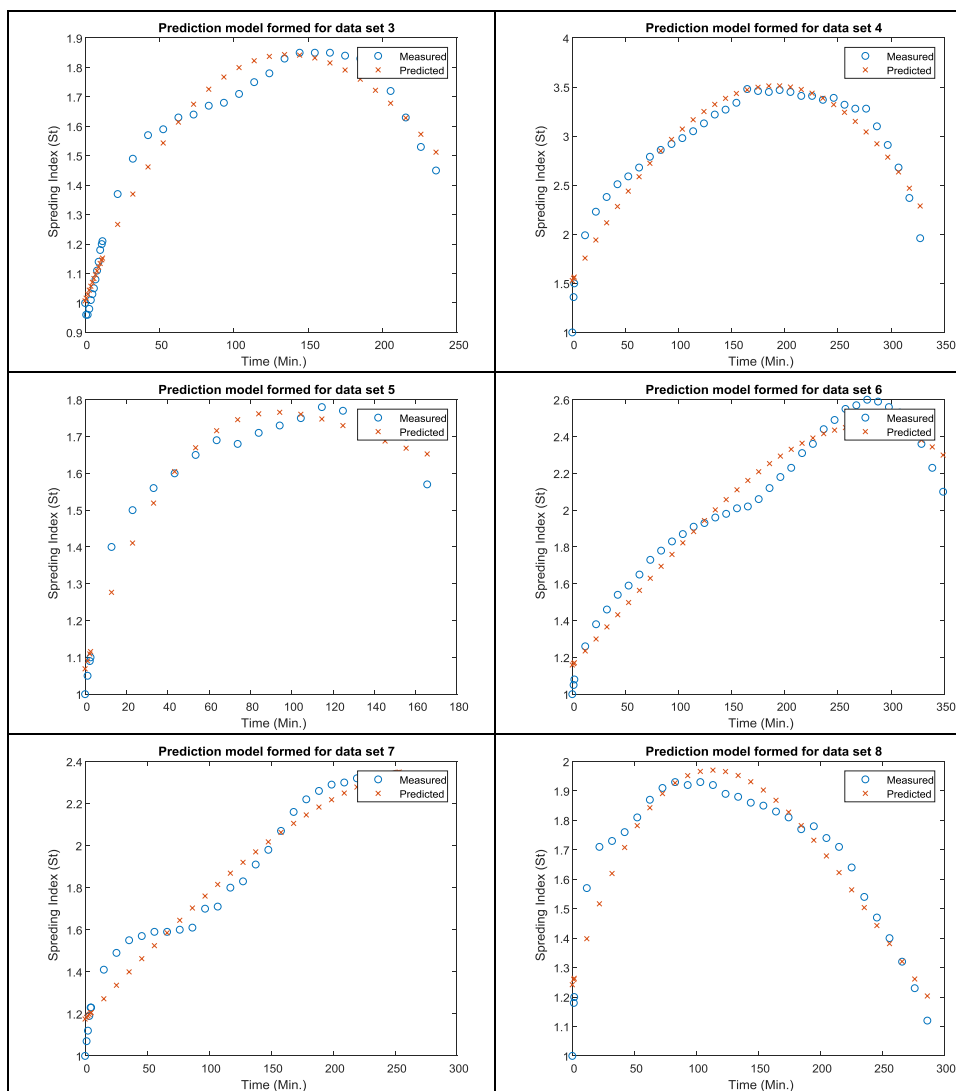 Prediction model formed for data set 3
1.9
1.8
1.7
1.6
1.5
1.4
1.3
1.2
1.1
1
0.9
Spreding Index (St)
Measured
Predicted
0 50 100 150 200 250
Time (Min.)
Prediction model formed for data set 4
4
3.5
3
2.5
2
1.5
1
Spreding Index (St)
Measured
Predicted
0 50 100 150 200 250 300 350
Time (Min.)
Prediction model formed for data set 5
1.8
1.7
1.6
1.5
1.4
1.3
1.2
1.1
1
Spreding Index (St)
Measured
Predicted
0 20 40 60 80 100 120 140 160 180
Time (Min.)
Prediction model formed for data set 6
2.6
2.4
2.2
2
1.8
1.6
1.4
1.2
1
Spreding Index (St)
Measured
Predicted
0 50 100 150 200 250 300 350
Time (Min.)
Prediction model formed for data set 7
2.4
2.2
2
1.8
1.6
1.4
1.2
1
Spreding Index (St)
Measured
Predicted
0 50 100 150 200 250 300
Time (Min.)
Prediction model formed for data set 8
2
1.9
1.8
1.7
1.6
1.5
1.4
1.3
1.2
1.1
1
Spreding Index (St)
Measured
Predicted
0 50 100 150 200 250 300
Time (Min.)